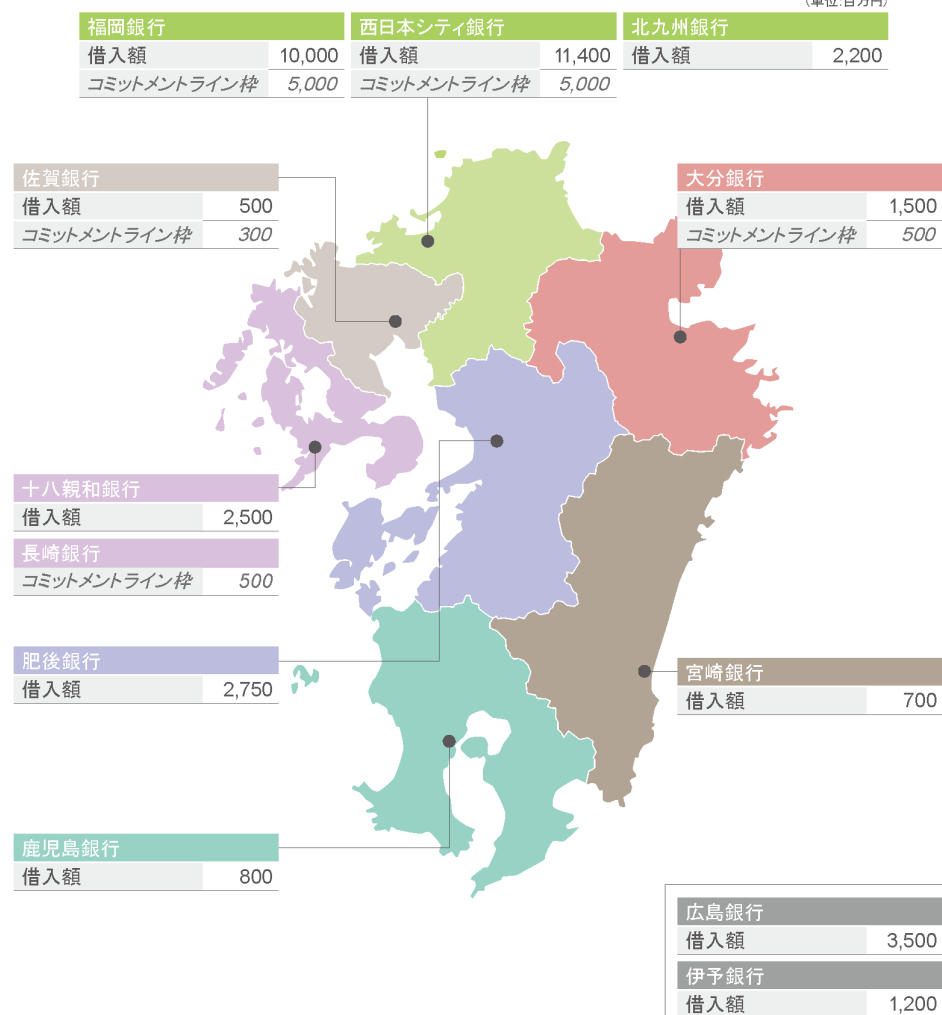 (単位:百万円)
福岡銀行
借入額 10,000
コミットメントライン枠 5,000
西日本シティ銀行
借入額 11,400
コミットメントライン枠 5,000
北九州銀行
借入額 2,200
佐賀銀行
借入額 500
コミットメントライン枠 300
大分銀行
借入額 1,500
コミットメントライン枠 500
十八親和銀行
借入額 2,500
長崎銀行
コミットメントライン枠 500
肥後銀行
借入額 2,750
宮崎銀行
借入額 700
鹿児島銀行
借入額 800
広島銀行
借入額 3,500
伊予銀行
借入額 1,200